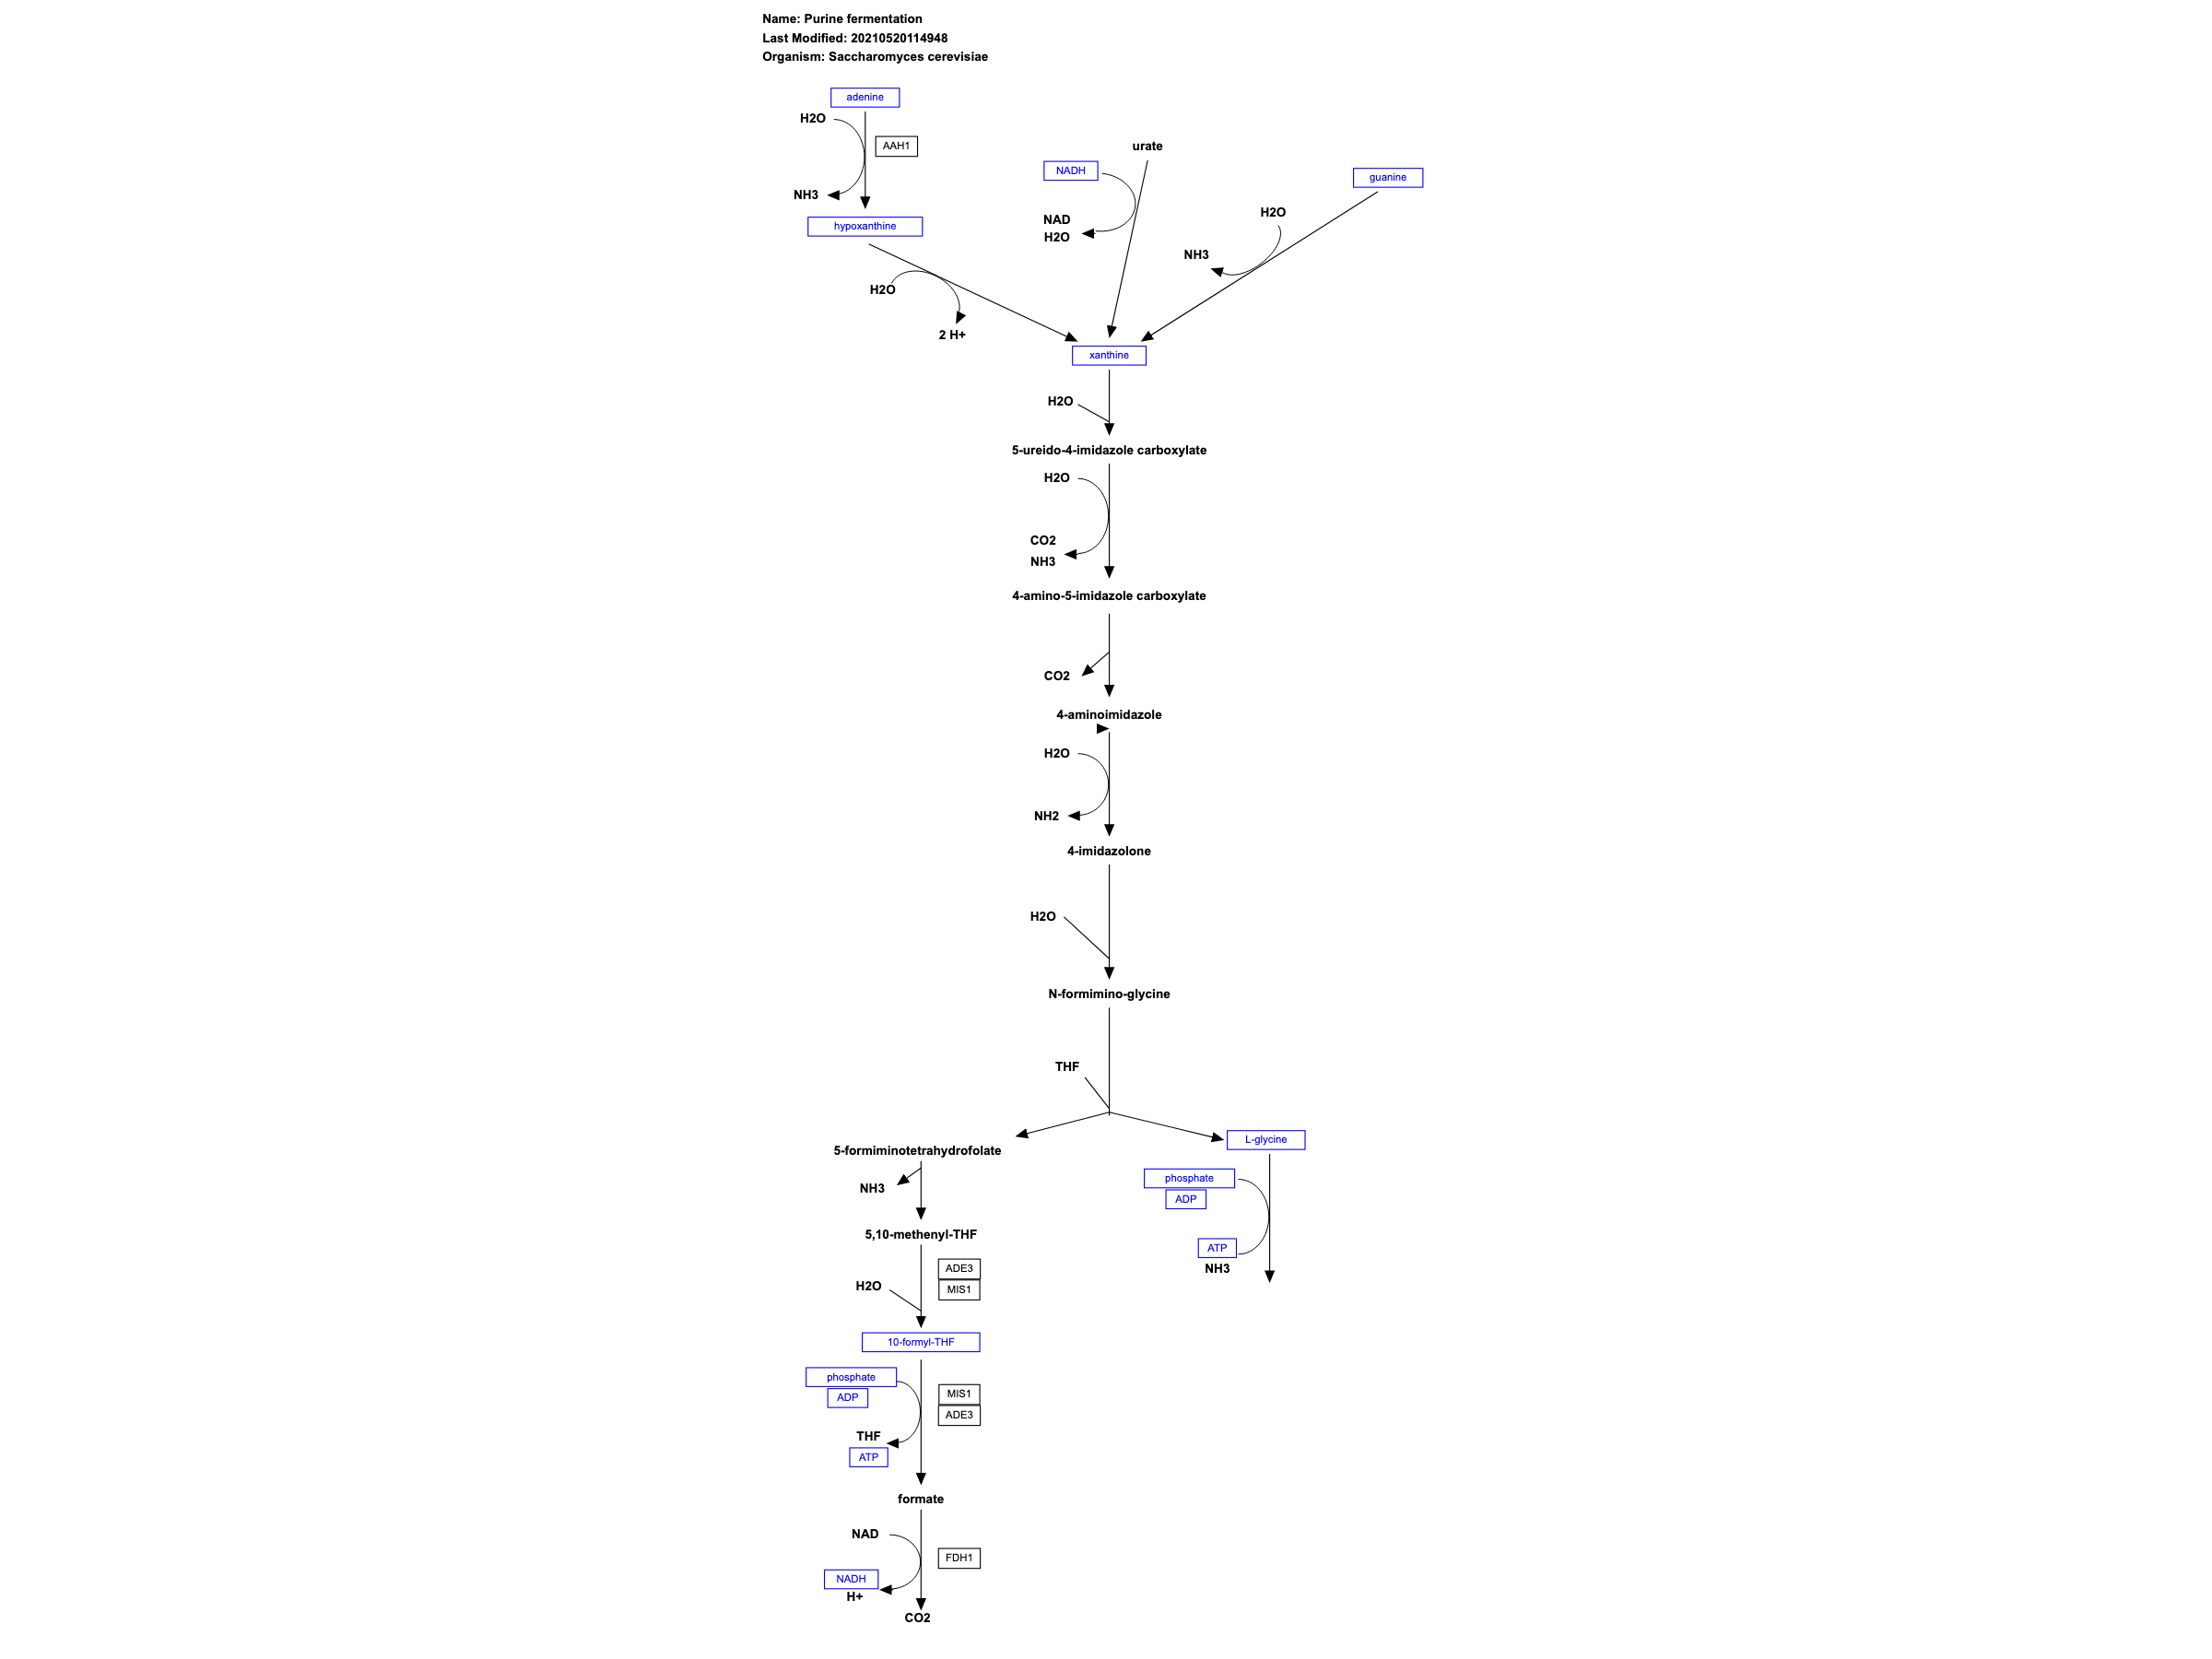 Name: Purine fermentation
Last Modified: 20210520114948
Organism: Saccharomyces cerevisiae
adenine
H2O
AAH1
NH3
hypoxanthine
urate
NADH
NAD
H2O
guanine
H2O
NH3
H2O
2 H+
xanthine
H2O
5-ureido-4-imidazole carboxylate
H2O
CO2
NH3
4-amino-5-imidazole carboxylate
CO2
4-aminoimidazole
H2O
NH2
4-imidazolone
H2O
N-formimino-glycine
THF
5-formiminotetrahydrofolate
NH3
5,10-methenyl-THF
ADE3
MIS1
H2O
10-formyl-THF
phosphate
ADP
MIS1
ADE3
THF
ATP
formate
NAD
FDH1
NADH
H+
CO2
L-glycine
phosphate
ADP
ATP
NH3